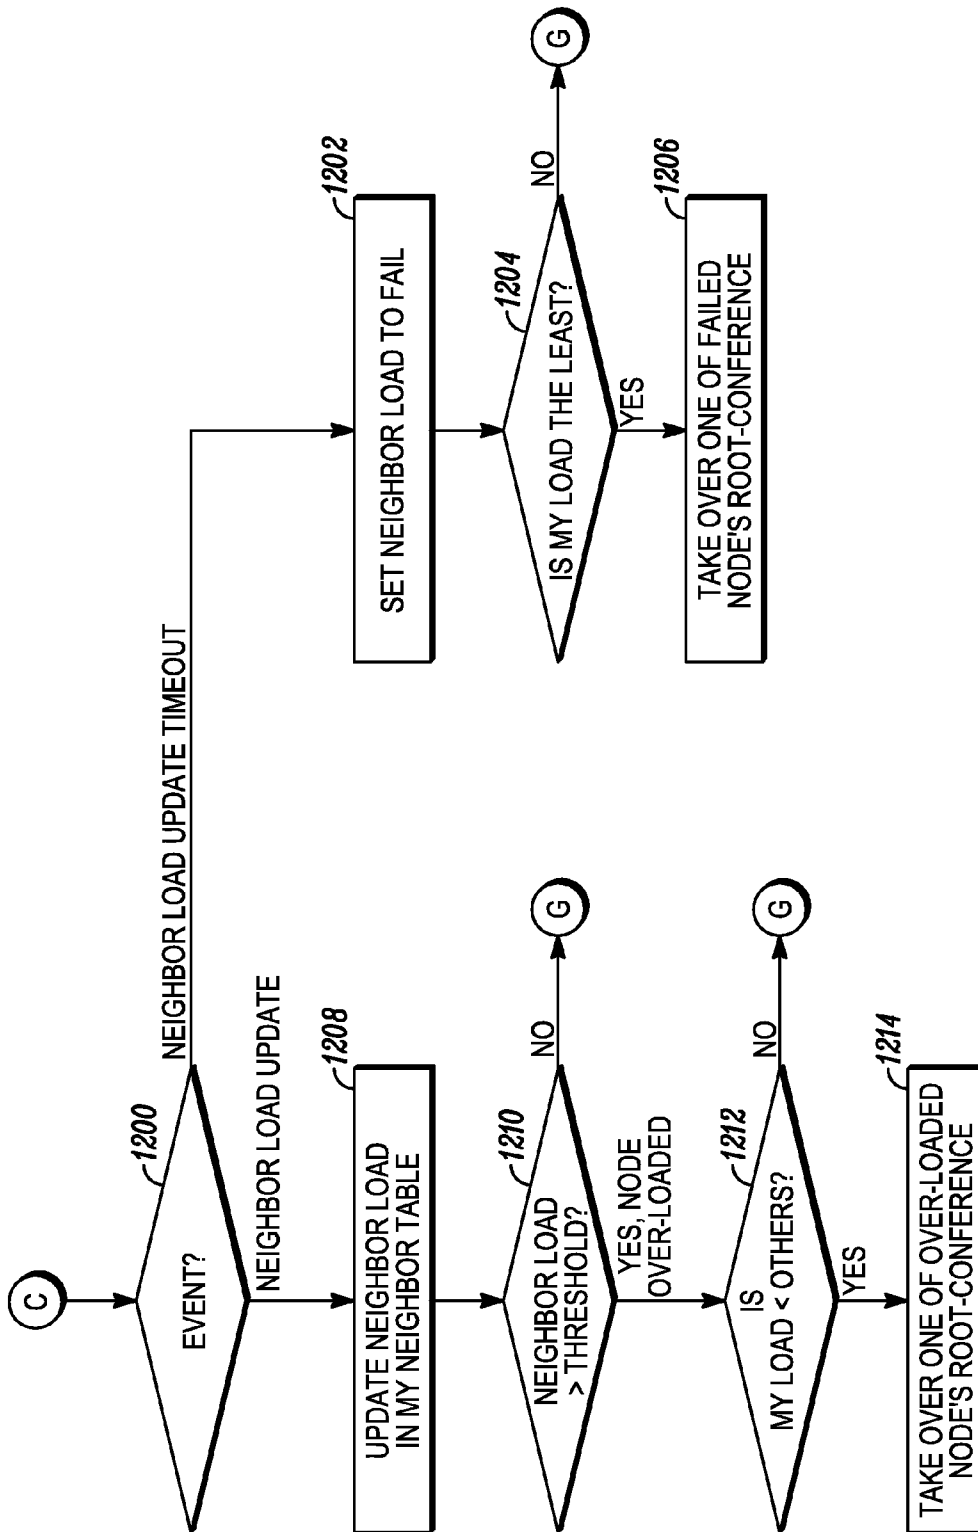 C
1200
EVENT?
NEIGHBOR LOAD UPDATE TIMEOUT
NEIGHBOR LOAD UPDATE
1208
UPDATE NEIGHBOR LOAD
IN MY NEIGHBOR TABLE
1210
NEIGHBOR LOAD
> THRESHOLD?
NO
G
YES, NODE
OVER-LOADED
1212
IS
MY LOAD < OTHERS?
NO
G
YES
1214
TAKE OVER ONE OF OVER-LOADED
NODE'S ROOT-CONFERENCE
1202
SET NEIGHBOR LOAD TO FAIL
1204
IS MY LOAD THE LEAST?
NO
G
YES
1206
TAKE OVER ONE OF FAILED
NODE'S ROOT-CONFERENCE